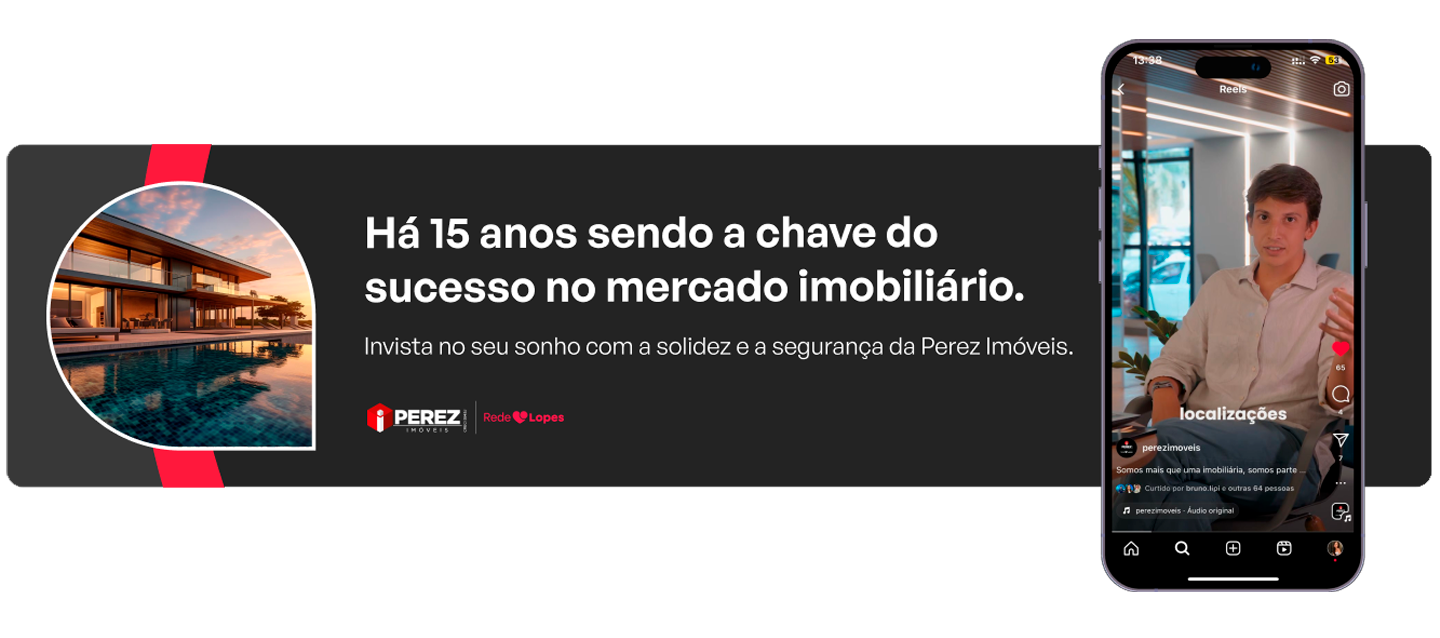 Há 15 anos sendo a chave do
sucesso no mercado imobiliário.
Invista no seu sonho com a solidez e a segurança da Perez Imóveis.
PEREZ
IMÓVEIS
Rede Lopes
13:38
53
Reels
65
4
7
localizações
perezimoveis
Somos mais que uma imobiliária, somos parte ...
Curtido por bruno.lipi e outras 64 pessoas
perezimoveis · Áudio original